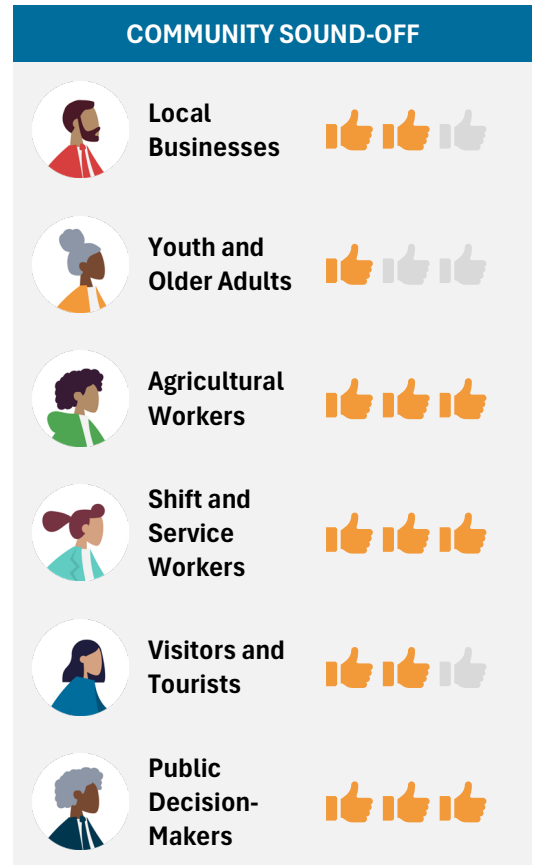 COMMUNITY SOUND-OFF
Local
Businesses
Youth and
Older Adults
Agricultural
Workers
Shift and
Service
Workers
Visitors and
Tourists
Public
Decision-
Makers